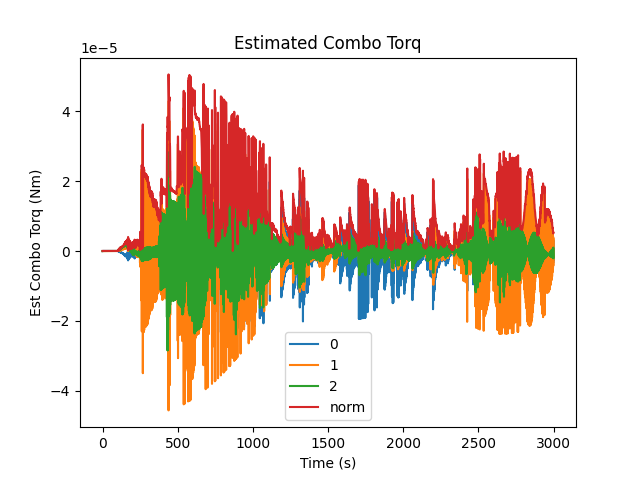 Estimated Combo Torq
1e−5
4
2
0
−2
−4
Est Combo Torq (Nm)
0
1
2
norm
0 500 1000 1500 2000 2500 3000
Time (s)